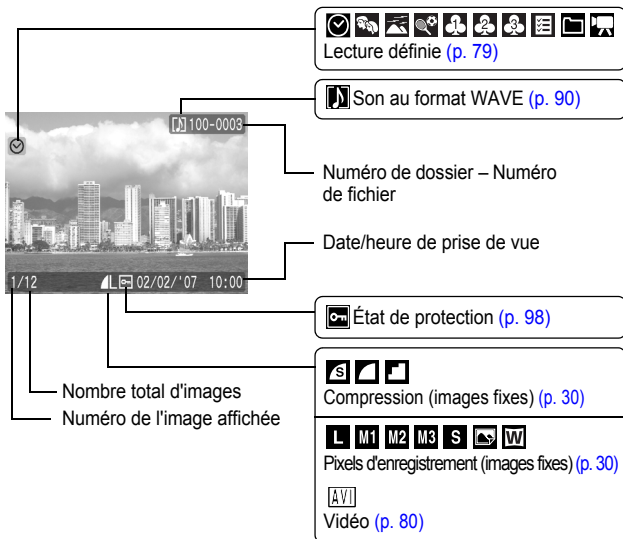 Lecture définie (p. 79)
Son au format WAVE (p. 90)
100-0003
Numéro de dossier – Numéro
de fichier
Date/heure de prise de vue
1/12 L 02/02/'07 10:00
État de protection (p. 98)
Nombre total d'images
Numéro de l'image affichée
S
Compression (images fixes) (p. 30)
L M1 M2 M3 S W
Pixels d'enregistrement (images fixes) (p. 30)
AVI
Vidéo (p. 80)